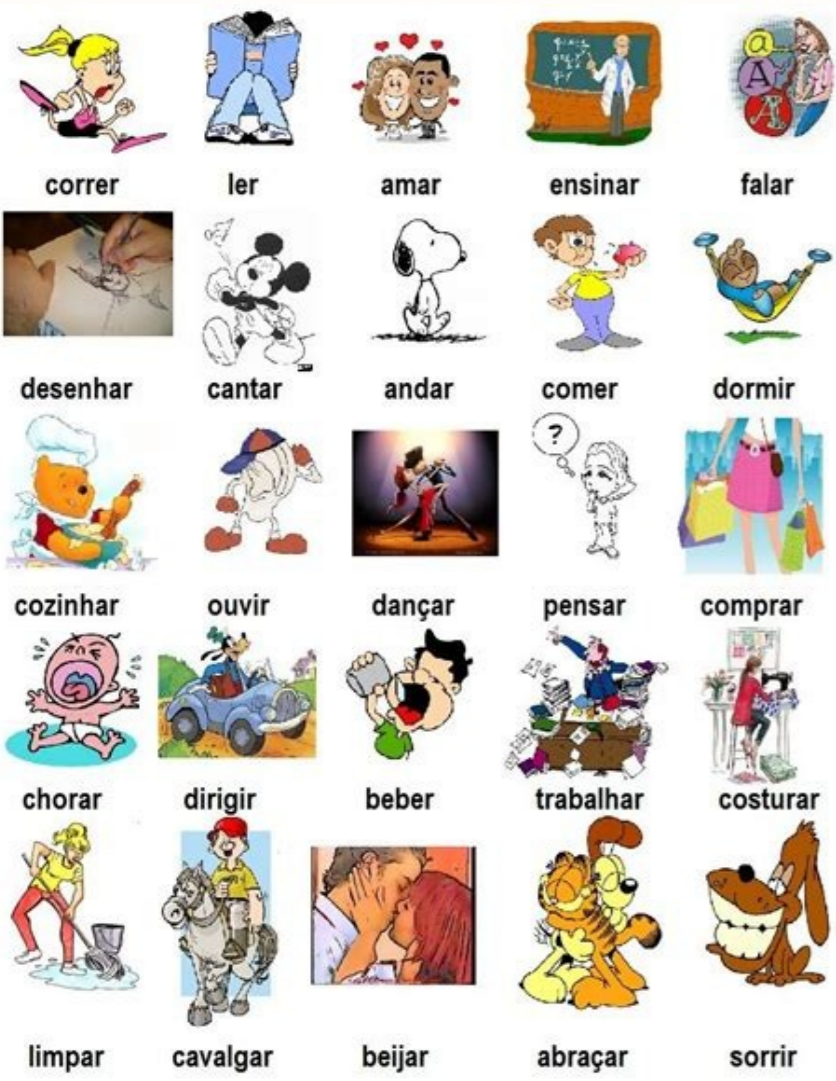 correr ler amar ensinar falar
desenhar cantar andar comer dormir
?
cozinhar ouvir dançar pensar comprar
chorar dirigir beber trabalhar costurar
limpar cavalgar beijar abraçar sorrir